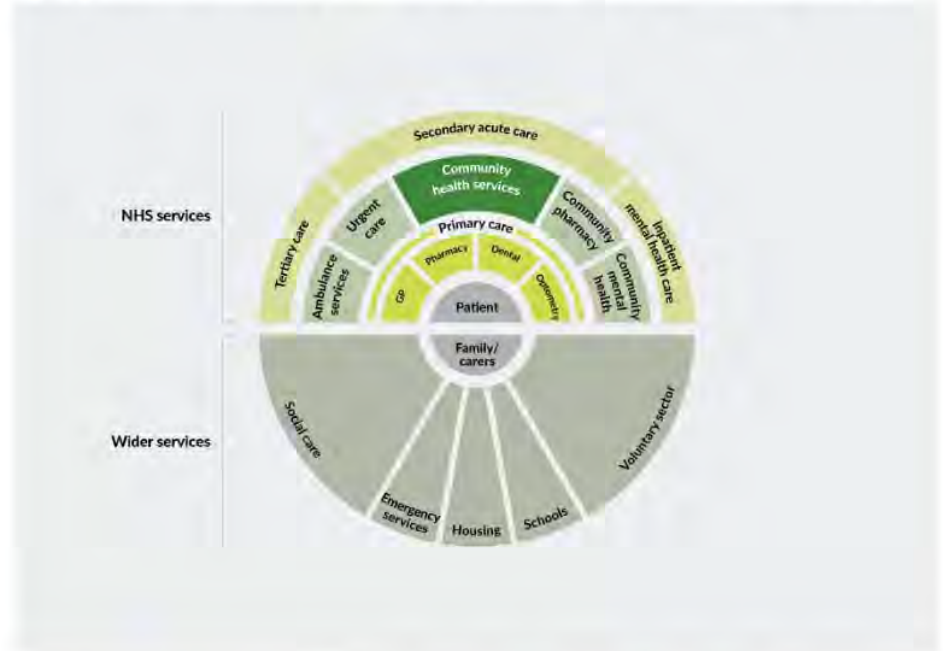 Secondary acute care
Community
health services
Urgent
care
Community
pharmacy
NHS services
Tertiary care
Ambulance
services
Primary care
GP
Pharmacy
Dental
Optometry
Community
mental
health
Inpatient
mental health care
Patient
Family/
carers
Wider services
Social care
Emergency
services
Housing
Schools
Voluntary sector